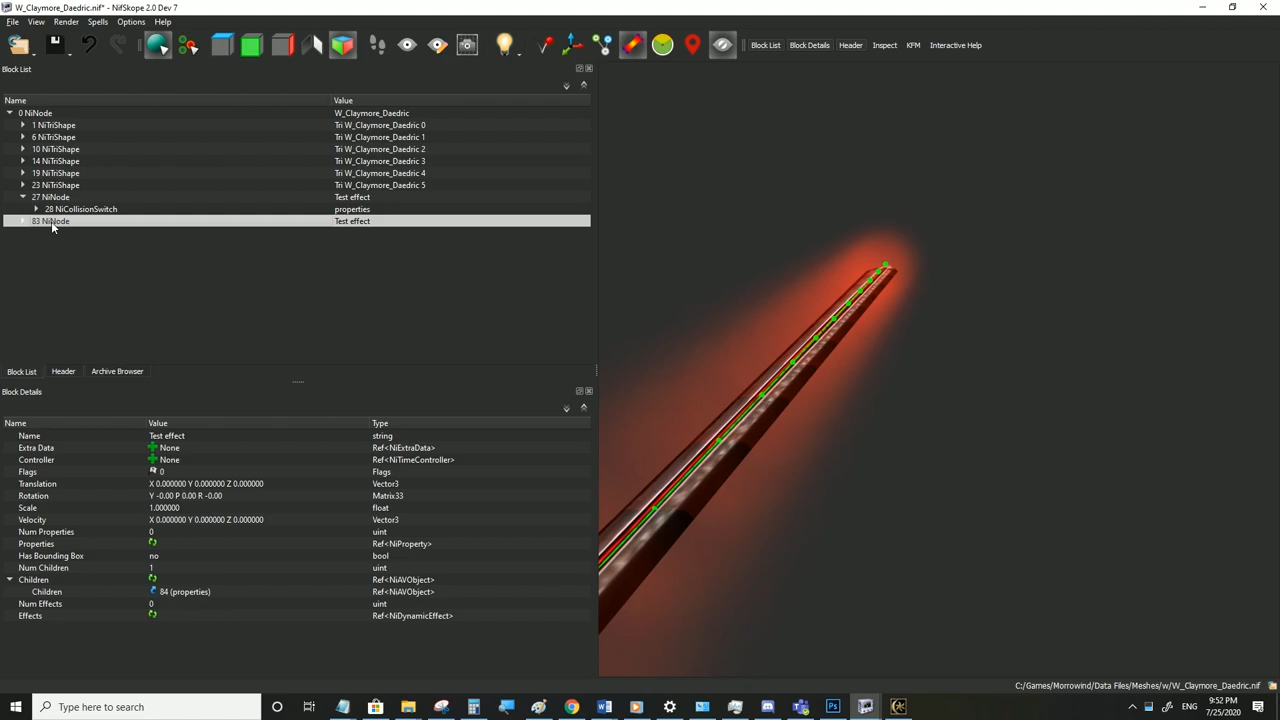 W_Claymore_Daedric.nif* - NifSkope 2.0 Dev 7
File View Render Spells Options Help
Block List Block Details Header Inspect KFM Interactive Help
Block List
Name Value
0 NiNode W_Claymore_Daedric
1 NiTriShape Tri W_Claymore_Daedric 0
6 NiTriShape Tri W_Claymore_Daedric 1
10 NiTriShape Tri W_Claymore_Daedric 2
14 NiTriShape Tri W_Claymore_Daedric 3
19 NiTriShape Tri W_Claymore_Daedric 4
23 NiTriShape Tri W_Claymore_Daedric 5
27 NiNode Test effect
28 NiCollisionSwitch properties
83 NiNode Test effect
Block List Header Archive Browser
Block Details
Name Value Type
Name Test effect string
Extra Data None Ref<NiExtraData>
Controller None Ref<NiTimeController>
Flags 0 Flags
Translation X 0.000000 Y 0.000000 Z 0.000000 Vector3
Rotation Y -0.00 P 0.00 R -0.00 Matrix33
Scale 1.000000 float
Velocity X 0.000000 Y 0.000000 Z 0.000000 Vector3
Num Properties 0 uint
Properties Ref<NiProperty>
Has Bounding Box no bool
Num Children 1 uint
Children Ref<NiAVObject>
Children 84 (properties) Ref<NiAVObject>
Num Effects 0 uint
Effects Ref<NiDynamicEffect>
C:/Games/Morrowind/Data Files/Meshes/w/W_Claymore_Daedric.nif
Type here to search
ENG
9:52 PM
7/25/2020